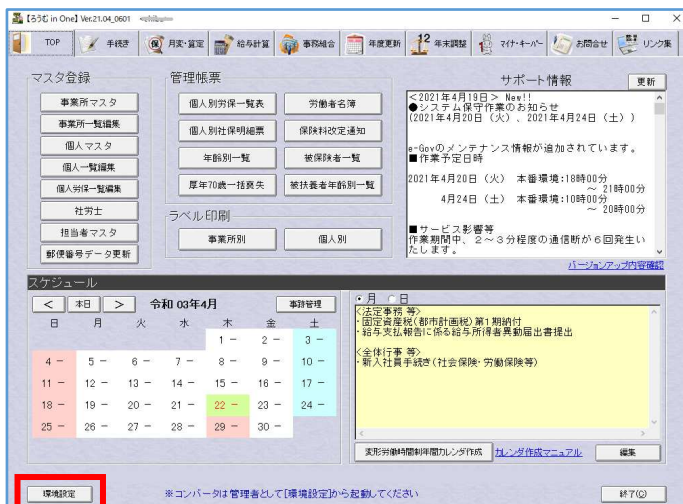 【ろうむ in One】 Ver.21.04_0601
TOP 手続き 月変・算定 給与計算 事務組合 年度更新 年末調整 マイナ・キーパー お問合せ リンク集
マスタ登録
事業所マスタ
事業所一覧編集
個人マスタ
個人一覧編集
個人労保一覧編集
社労士
担当者マスタ
郵便番号データ更新
管理帳票
個人別労保一覧表 労働者名簿
個人別社保明細票 保険料改定通知
年齢別一覧 被保険者一覧
厚年70歳一括喪失 被扶養者年齢別一覧
ラベル印刷
事業所別 個人別
サポート情報 更新
<2021年4月19日> New!!
●システム保守作業のお知らせ
(2021年4月20日（火）、2021年4月24日（土）)
e-Govのメンテナンス情報が追加されています。
■作業予定日時
2021年4月20日（火） 本番環境:18時00分
～ 21時00分
4月24日（土） 本番環境:10時00分
～ 20時00分
■サービス影響等
作業期間中、２～３分程度の通信断が６回発生い
たします。
バージョンアップ内容確認
スケジュール
< 本日 > 令和 03年4月 事務管理
日 月 火 水 木 金 土
1 － 2 － 3 －
4 － 5 － 6 － 7 － 8 － 9 － 10 －
11 － 12 － 13 － 14 － 15 － 16 － 17 －
18 － 19 － 20 － 21 － 22 － 23 － 24 －
25 － 26 － 27 － 28 － 29 － 30 －
月 日
<法定事務 等>
・固定資産税(都市計画税)第1期納付
・給与支払報告に係る給与所得者異動届出書提出
<全体行事 等>
・新入社員手続き(社会保険・労働保険等)
変形労働時間制年間カレンダ作成 カレンダ作成マニュアル 編集
環境設定 ※コンバータは管理者として[環境設定]から起動してください 終了(Q)